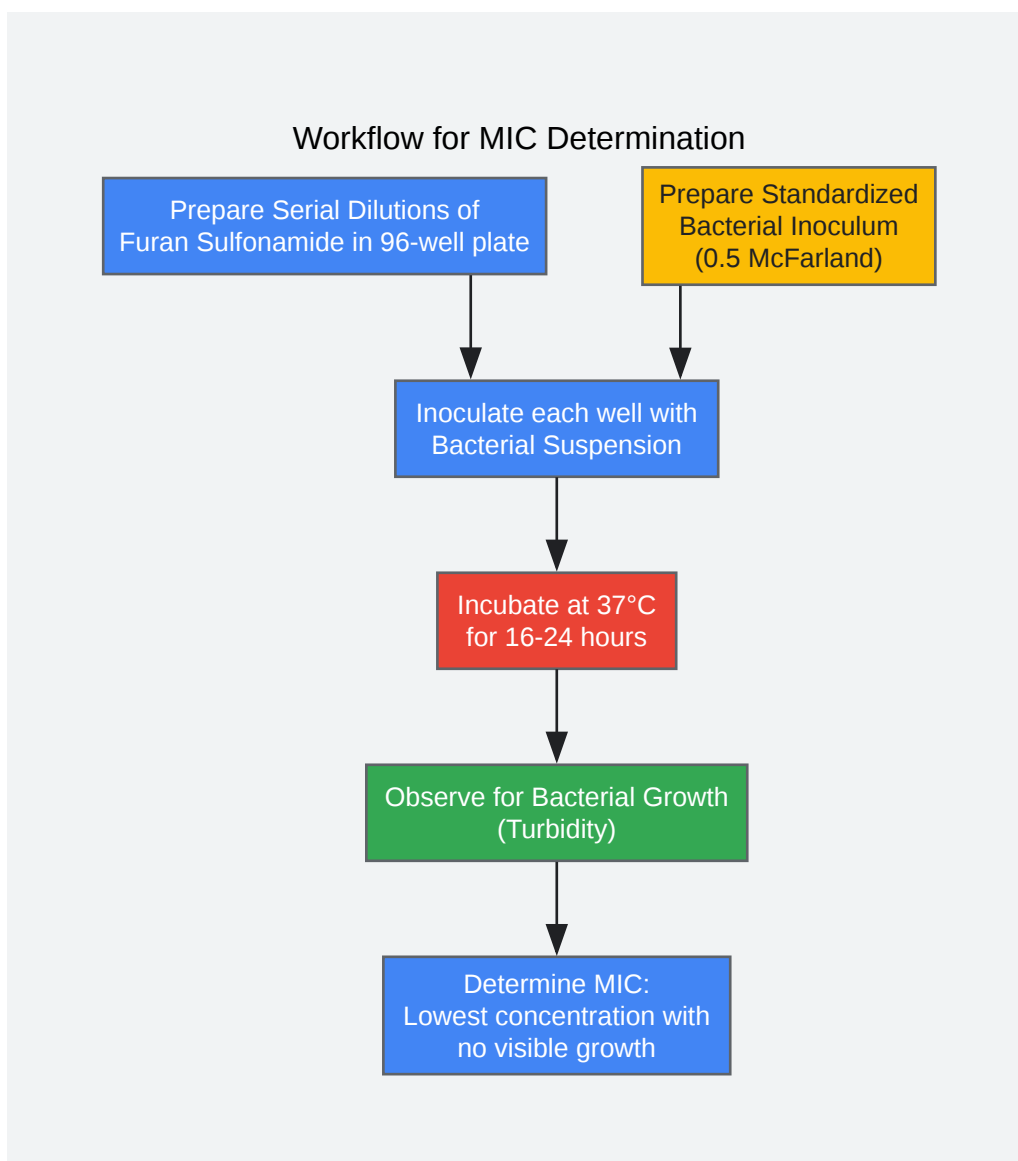 Workflow for MIC Determination
Prepare Serial Dilutions of
Furan Sulfonamide in 96-well plate
Prepare Standardized
Bacterial Inoculum
(0.5 McFarland)
Inoculate each well with
Bacterial Suspension
Incubate at 37°C
for 16-24 hours
Observe for Bacterial Growth
(Turbidity)
Determine MIC:
Lowest concentration with
no visible growth